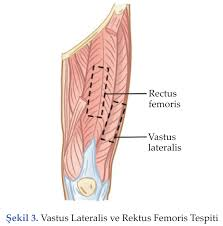 Rectus
femoris
Vastus
lateralis
Şekil 3. Vastus Lateralis ve Rektus Femoris Tespiti